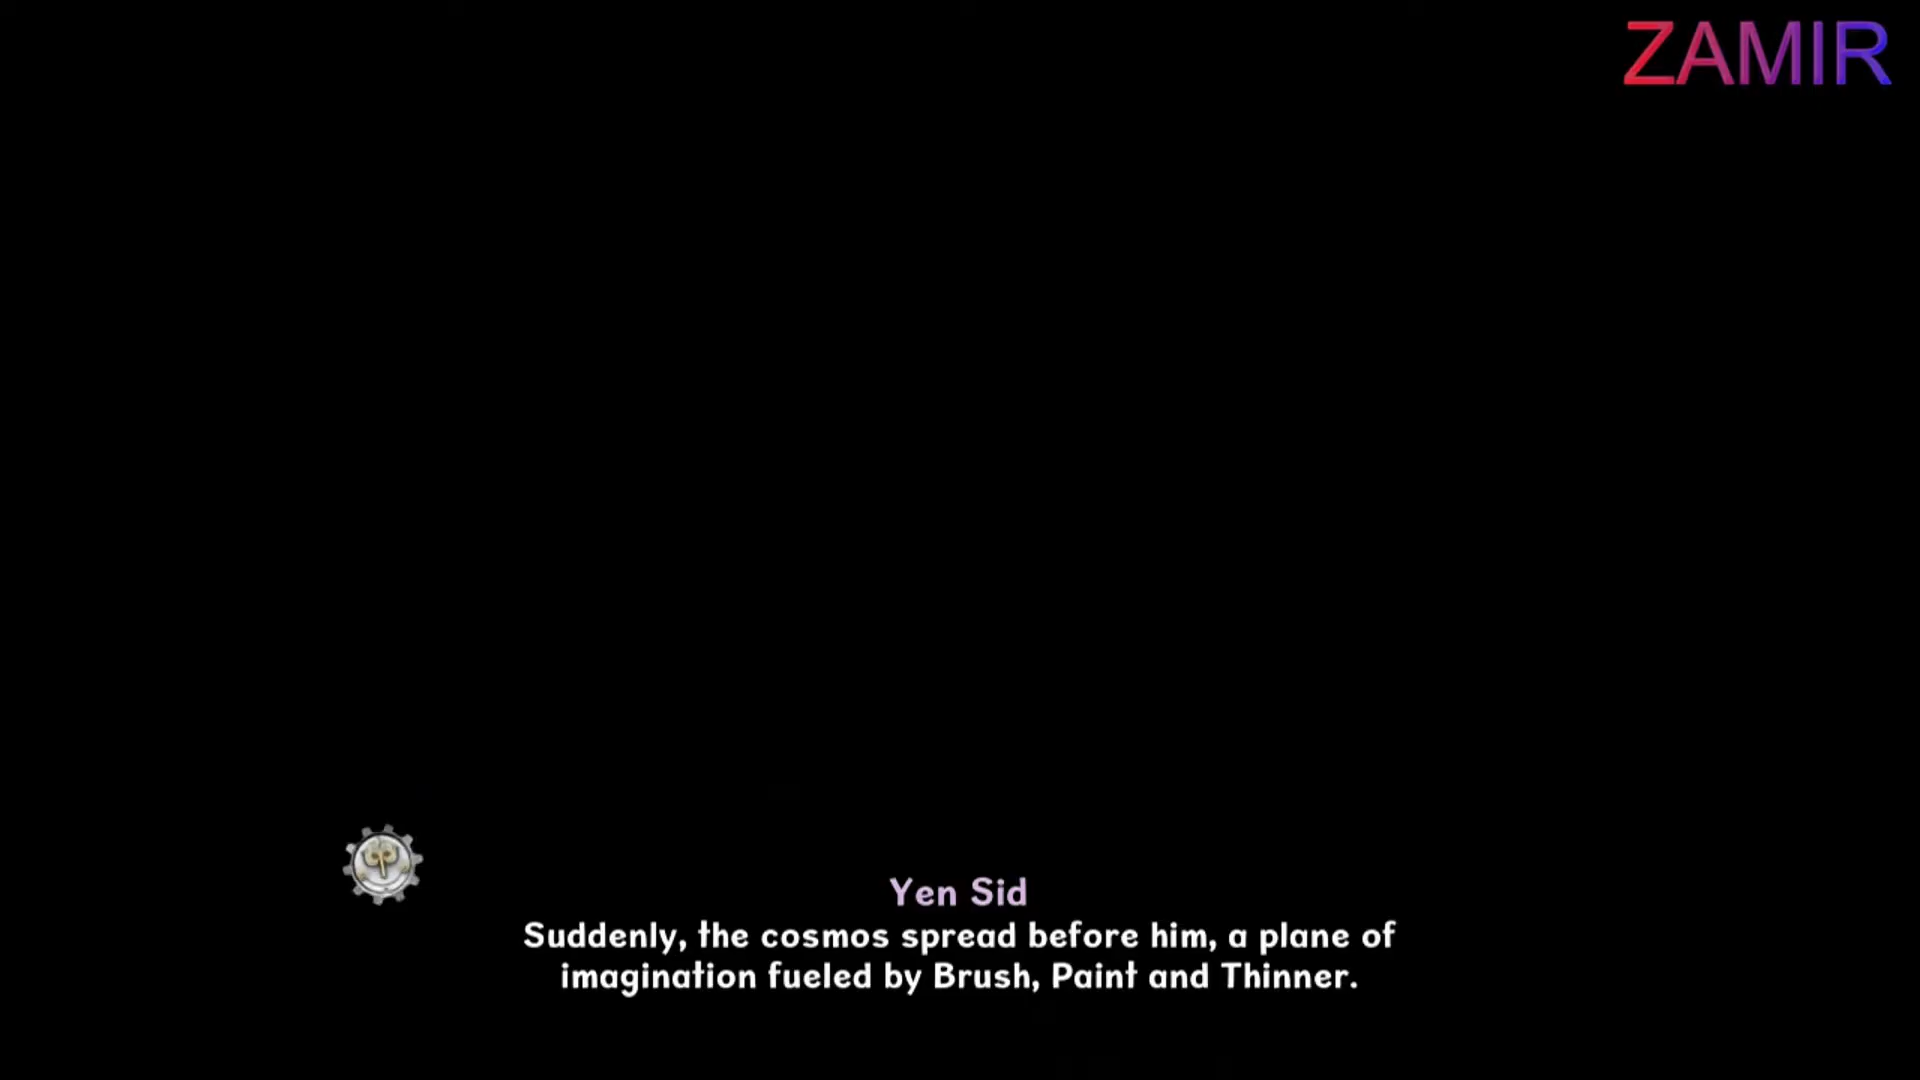 ZAMIR
Yen Sid
Suddenly, the cosmos spread before him, a plane of
imagination fueled by Brush, Paint and Thinner.